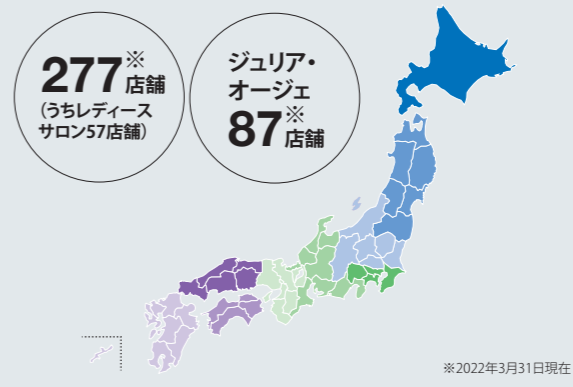 277※店舗
（うちレディース
サロン57店舗）
ジュリア・
オージェ
87※店舗
※2022年3月31日現在